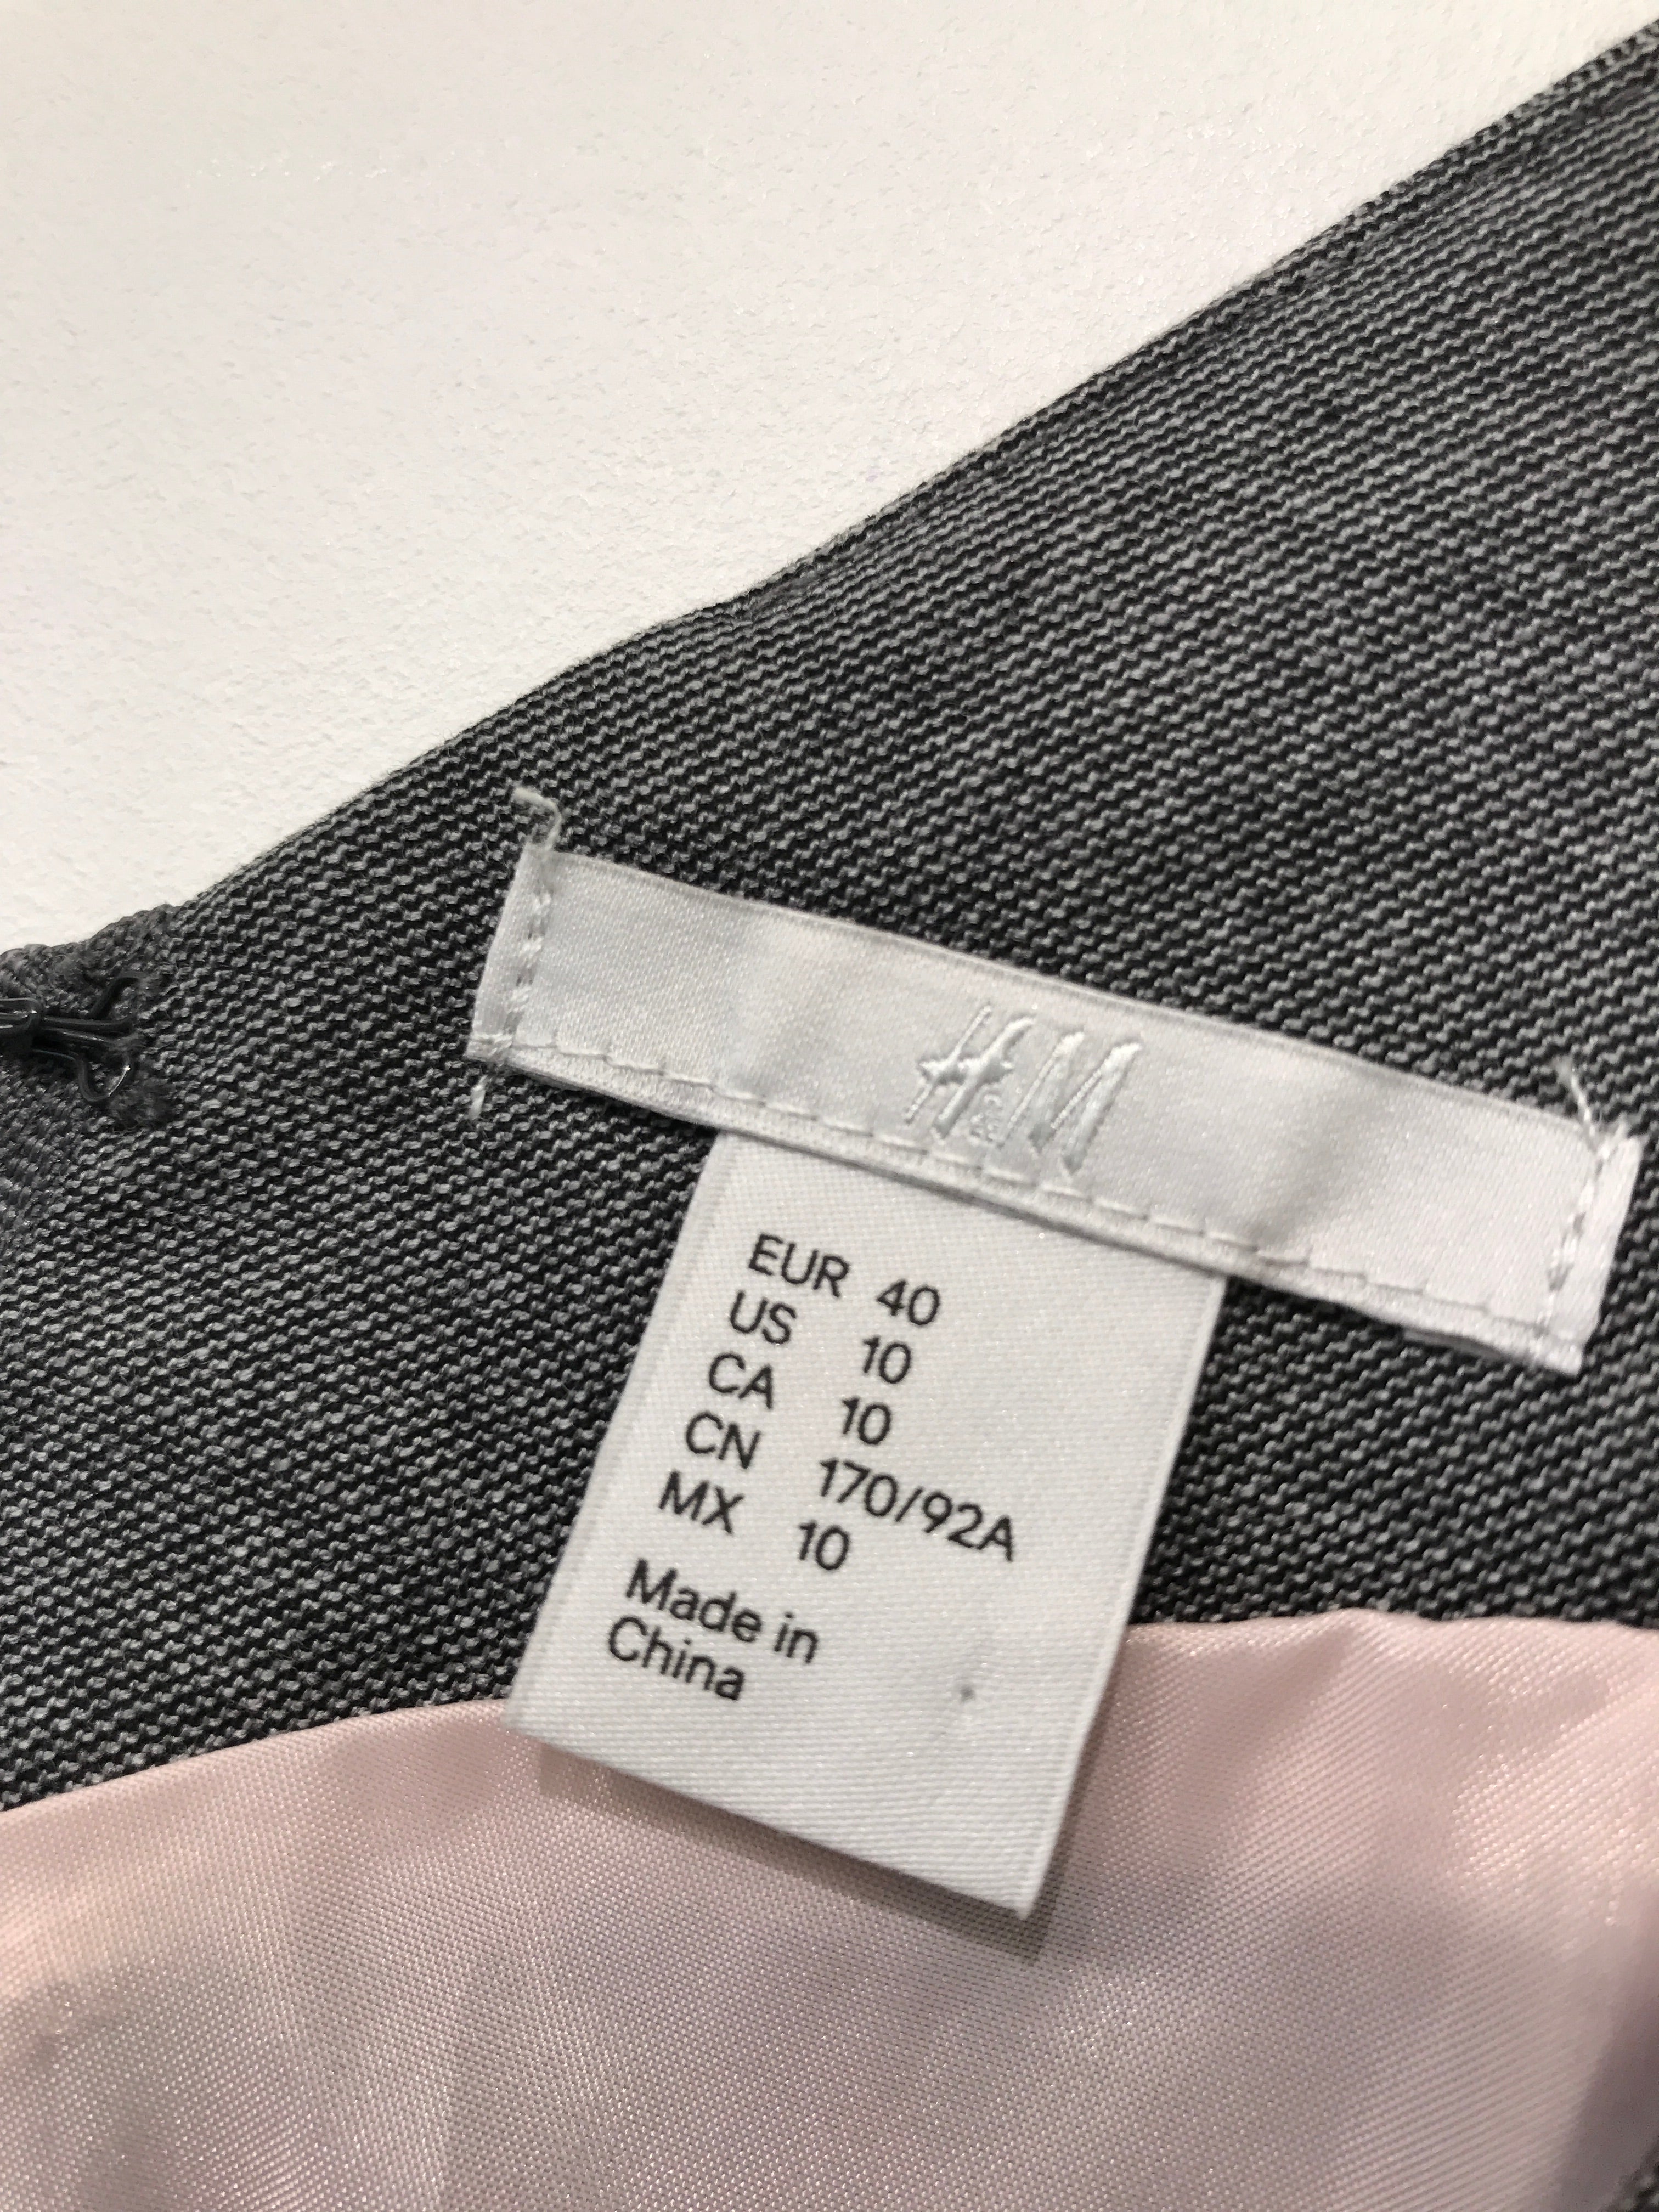 H&M
EUR 40
US 10
CA 10
CN 170/92A
MX 10
Made in
China